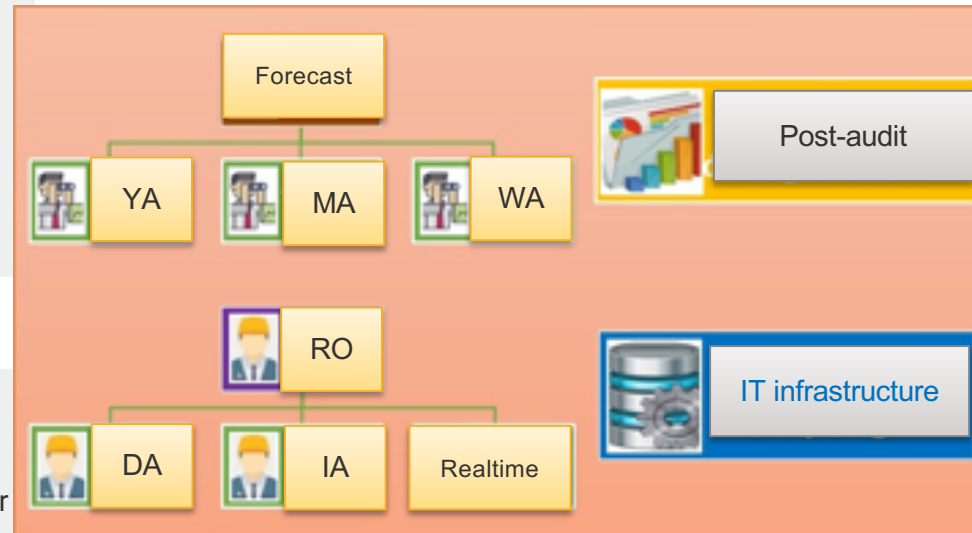 Forecast
YA
MA
WA
Post-audit
RO
IT infrastructure
DA
IA
Realtime
r